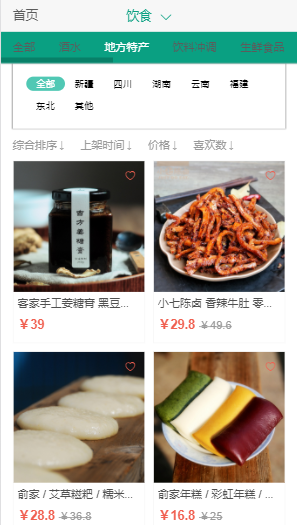 首页 饮食
全部 酒水 地方特产 饮料冲调 生鲜食品
全部 新疆 四川 湖南 云南 福建
东北 其他
综合排序↓ 上架时间↓ 价格↓ 喜欢数↓
古方姜糖膏
客家手工姜糖膏 黑豆...
¥39
小七陈卤 香辣牛肚 零...
¥29.8 ¥49.6
俞家 / 艾草糍粑 / 糯米...
¥28.8 ¥36.8
俞家年糕 / 彩虹年糕 / ...
¥16.8 ¥25